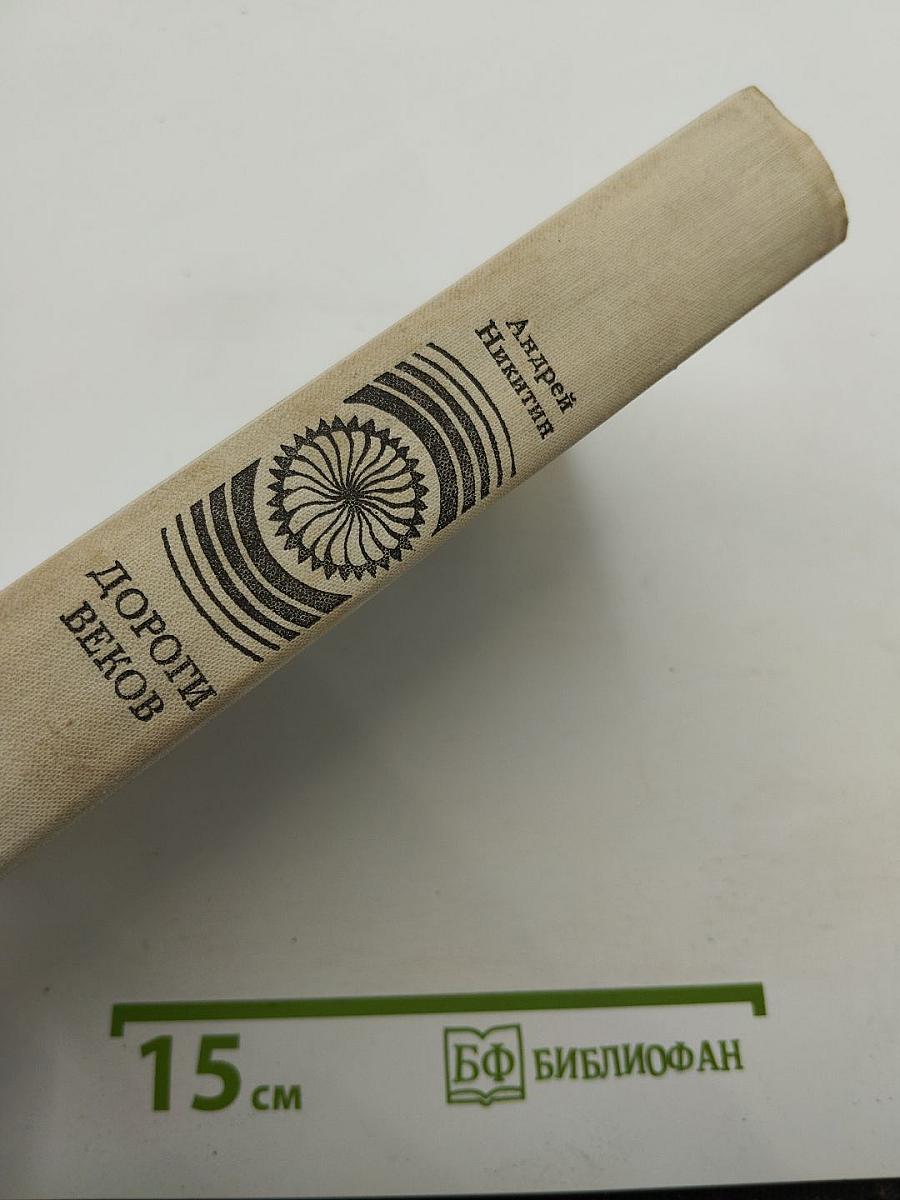 Андрей
Никитин
ДОРОГИ
ВЕКОВ
15 см
БФ БИБЛИОФАН